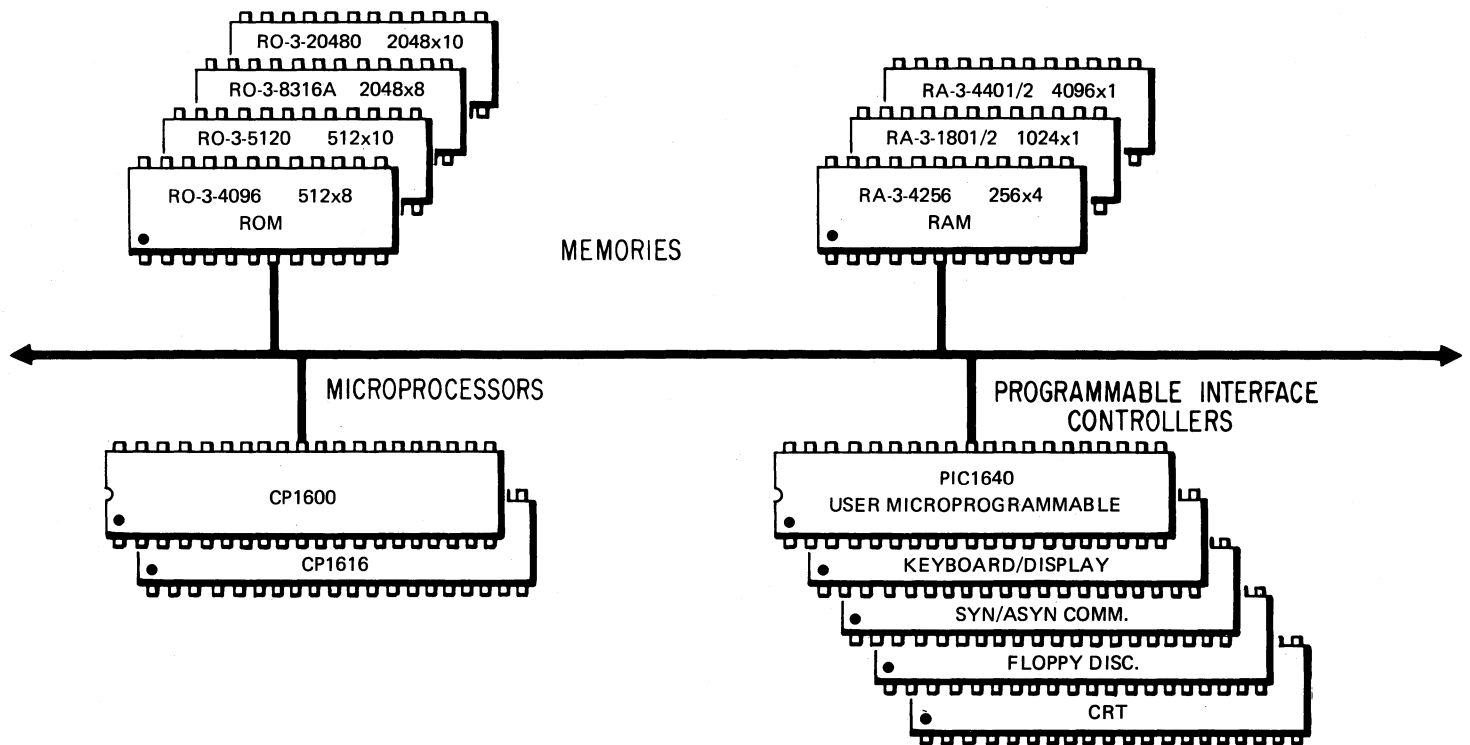 RO-3-20480 2048x10
RO-3-8316A 2048x8
RO-3-5120 512x10
RO-3-4096 512x8
ROM
RA-3-4401/2 4096x1
RA-3-1801/2 1024x1
RA-3-4256 256x4
RAM
MEMORIES
MICROPROCESSORS
CP1600
CP1616
PROGRAMMABLE INTERFACE
CONTROLLERS
PIC1640
USER MICROPROGRAMMABLE
KEYBOARD/DISPLAY
SYN/ASYN COMM.
FLOPPY DISC.
CRT